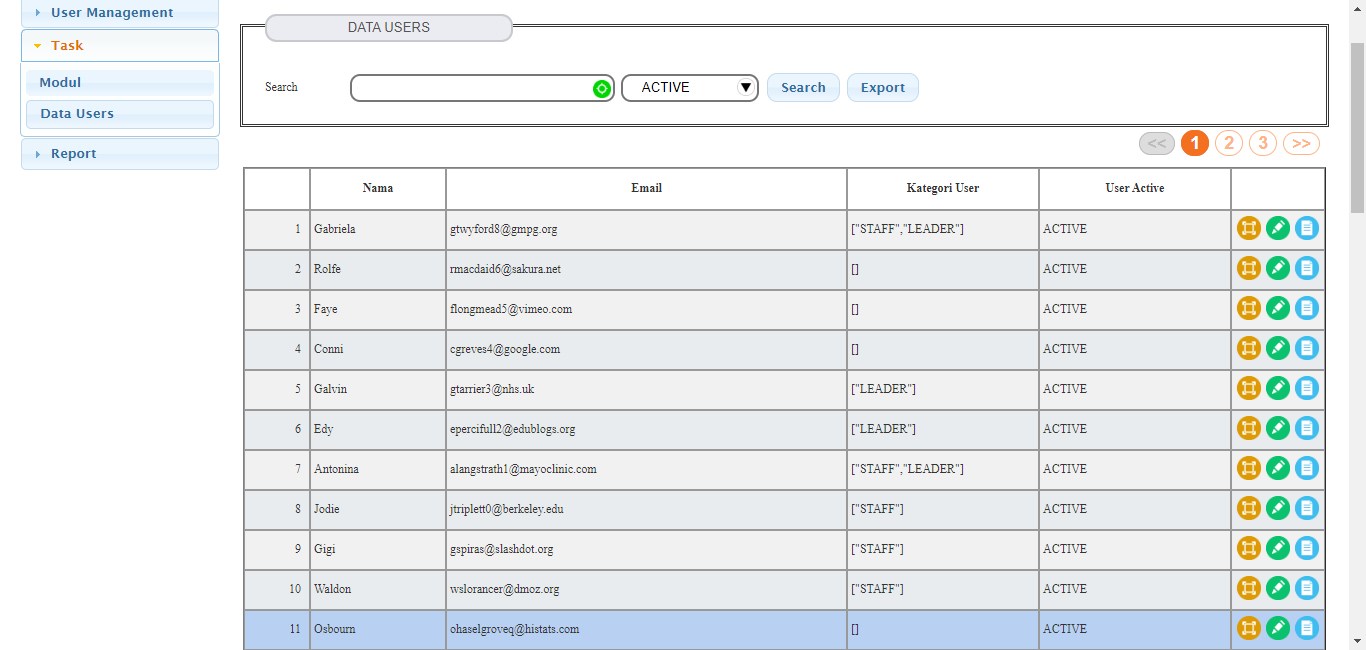 User Management
Task
Modul
Data Users
Report
DATA USERS
Search ACTIVE Search Export
<< 1 2 3 >>
Nama Email Kategori User User Active
1 Gabriela gtwyford8@gmpg.org ["STAFF","LEADER"] ACTIVE
2 Rolfe rmacdaid6@sakura.net [] ACTIVE
3 Faye flongmead5@vimeo.com [] ACTIVE
4 Conni cgreves4@google.com [] ACTIVE
5 Galvin gtarrier3@nhs.uk ["LEADER"] ACTIVE
6 Edy epercifull2@edublogs.org ["LEADER"] ACTIVE
7 Antonina alangstrath1@mayoclinic.com ["STAFF","LEADER"] ACTIVE
8 Jodie jtriplett0@berkeley.edu ["STAFF"] ACTIVE
9 Gigi gspiras@slashdot.org ["STAFF"] ACTIVE
10 Waldon wslorancer@dmoz.org ["STAFF"] ACTIVE
11 Osbourn ohaselgroveq@histats.com [] ACTIVE